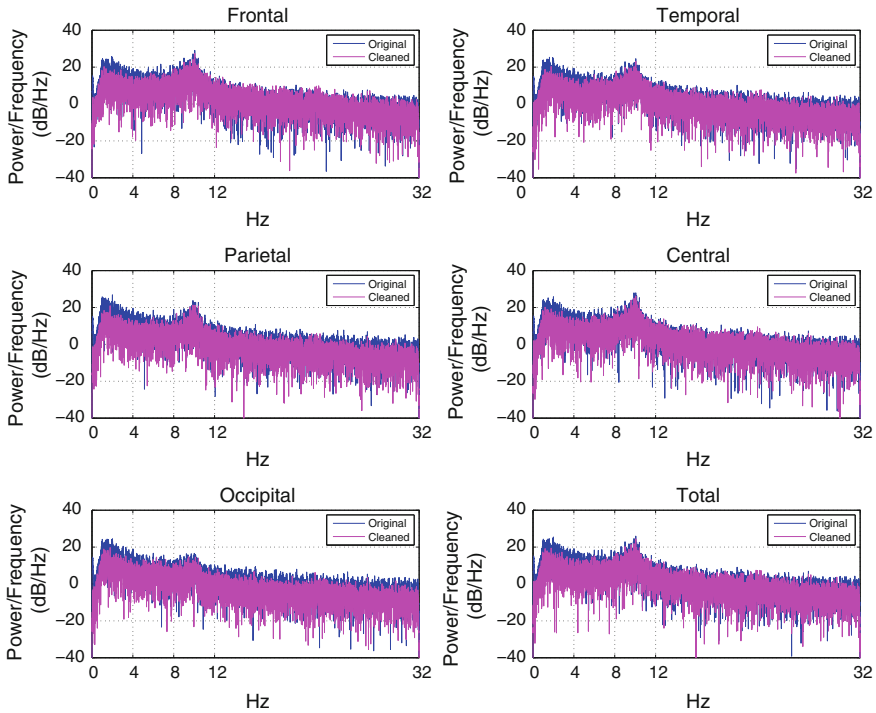 Frontal
Power/Frequency
(dB/Hz)
40
20
0
−20
−40
Original
Cleaned
0 4 8 12 32
Hz
Temporal
Power/Frequency
(dB/Hz)
40
20
0
−20
−40
Original
Cleaned
0 4 8 12 32
Hz
Parietal
Power/Frequency
(dB/Hz)
40
20
0
−20
−40
Original
Cleaned
0 4 8 12 32
Hz
Central
Power/Frequency
(dB/Hz)
40
20
0
−20
−40
Original
Cleaned
0 4 8 12 32
Hz
Occipital
Power/Frequency
(dB/Hz)
40
20
0
−20
−40
Original
Cleaned
0 4 8 12 32
Hz
Total
Power/Frequency
(dB/Hz)
40
20
0
−20
−40
Original
Cleaned
0 4 8 12 32
Hz